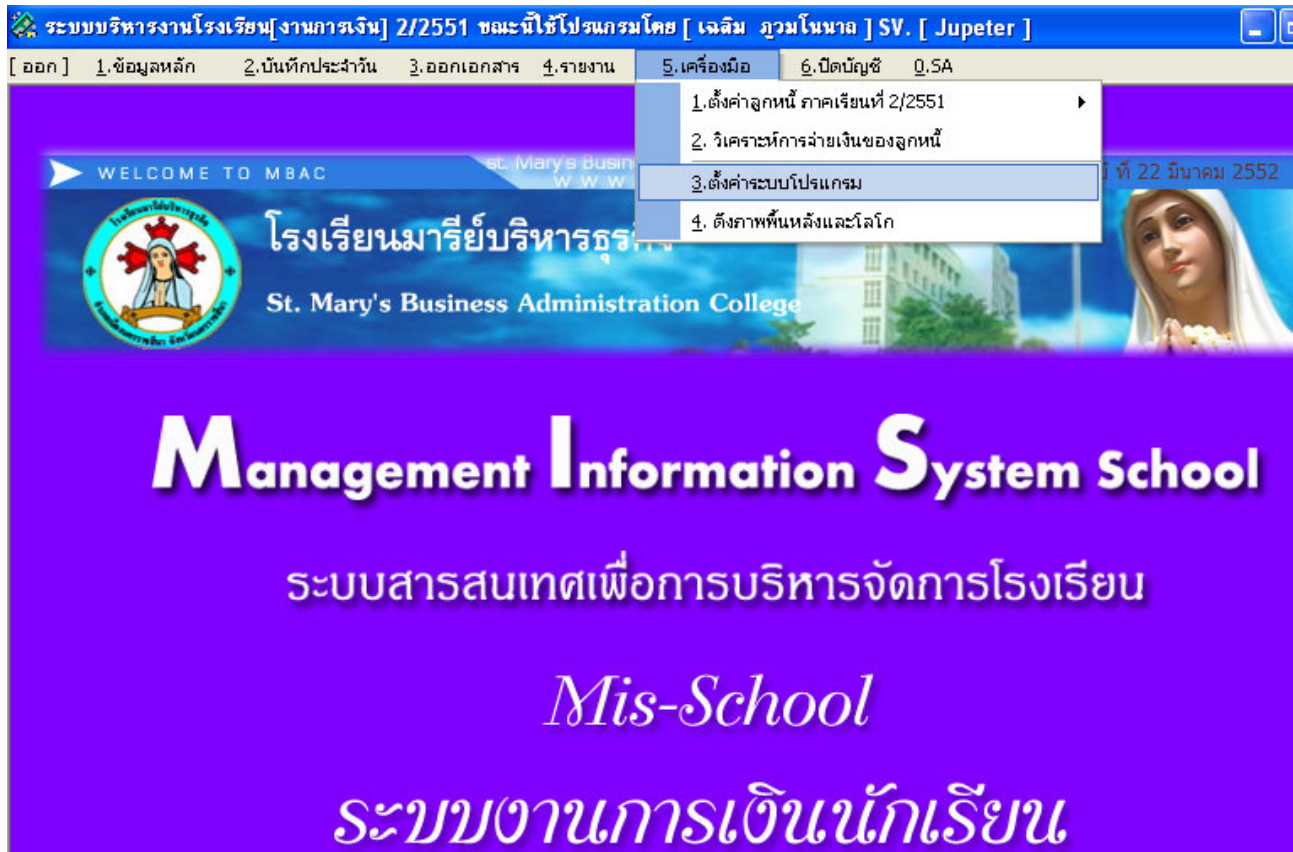 ระบบบริหารงานโรงเรียน[งานการเงิน] 2/2551 ขณะนี้ใช้โปรแกรมโดย [ เฉลิม ภูวมโนนาถ ] SV. [ Jupeter ]
[ ออก ] 1.ข้อมูลหลัก 2.บันทึกประจำวัน 3.ออกเอกสาร 4.รายงาน 5.เครื่องมือ 6.ปิดบัญชี 0.SA
1.ตั้งค่าลูกหนี้ ภาคเรียนที่ 2/2551
2. วิเคราะห์การจ่ายเงินของลูกหนี้
3.ตั้งค่าระบบโปรแกรม
4. ดึงภาพพื้นหลังและโลโก
WELCOME TO MBAC
St. Mary's Busin
W W W
ที่ 22 มีนาคม 2552
โรงเรียนมารีย์บริหารธุร
St. Mary's Business Administration College
Management Information System School
ระบบสารสนเทศเพื่อการบริหารจัดการโรงเรียน
Mis-School
ระบบงานการเงินนักเรียน